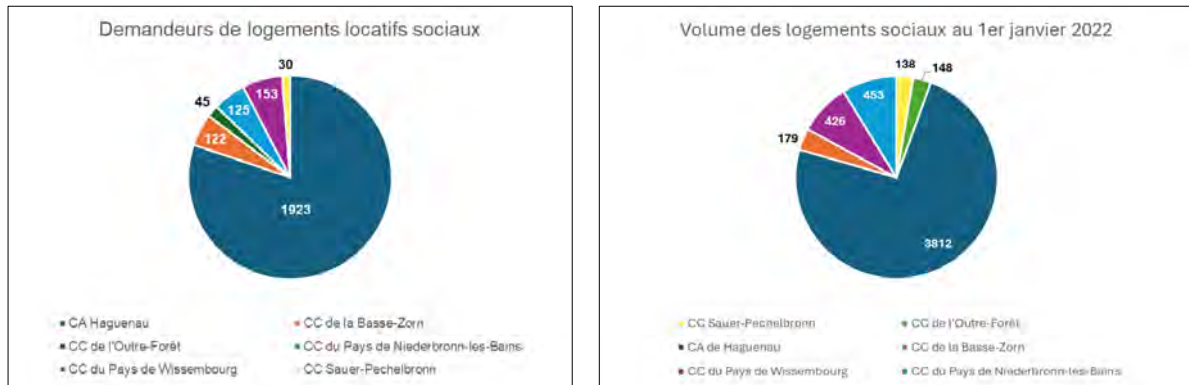 Demandeurs de logements locatifs sociaux
30
153
45
125
122
1923
CA Haguenau
CC de la Basse-Zorn
CC de l'Outre-Forêt
CC du Pays de Niederbronn-les-Bains
CC du Pays de Wissembourg
CC Sauer-Pechelbronn
Volume des logements sociaux au 1er janvier 2022
138
148
453
426
179
3812
CC Sauer-Pechelbronn
CC de l'Outre-Forêt
CA de Haguenau
CC de la Basse-Zorn
CC du Pays de Wissembourg
CC du Pays de Niederbronn-les-Bains